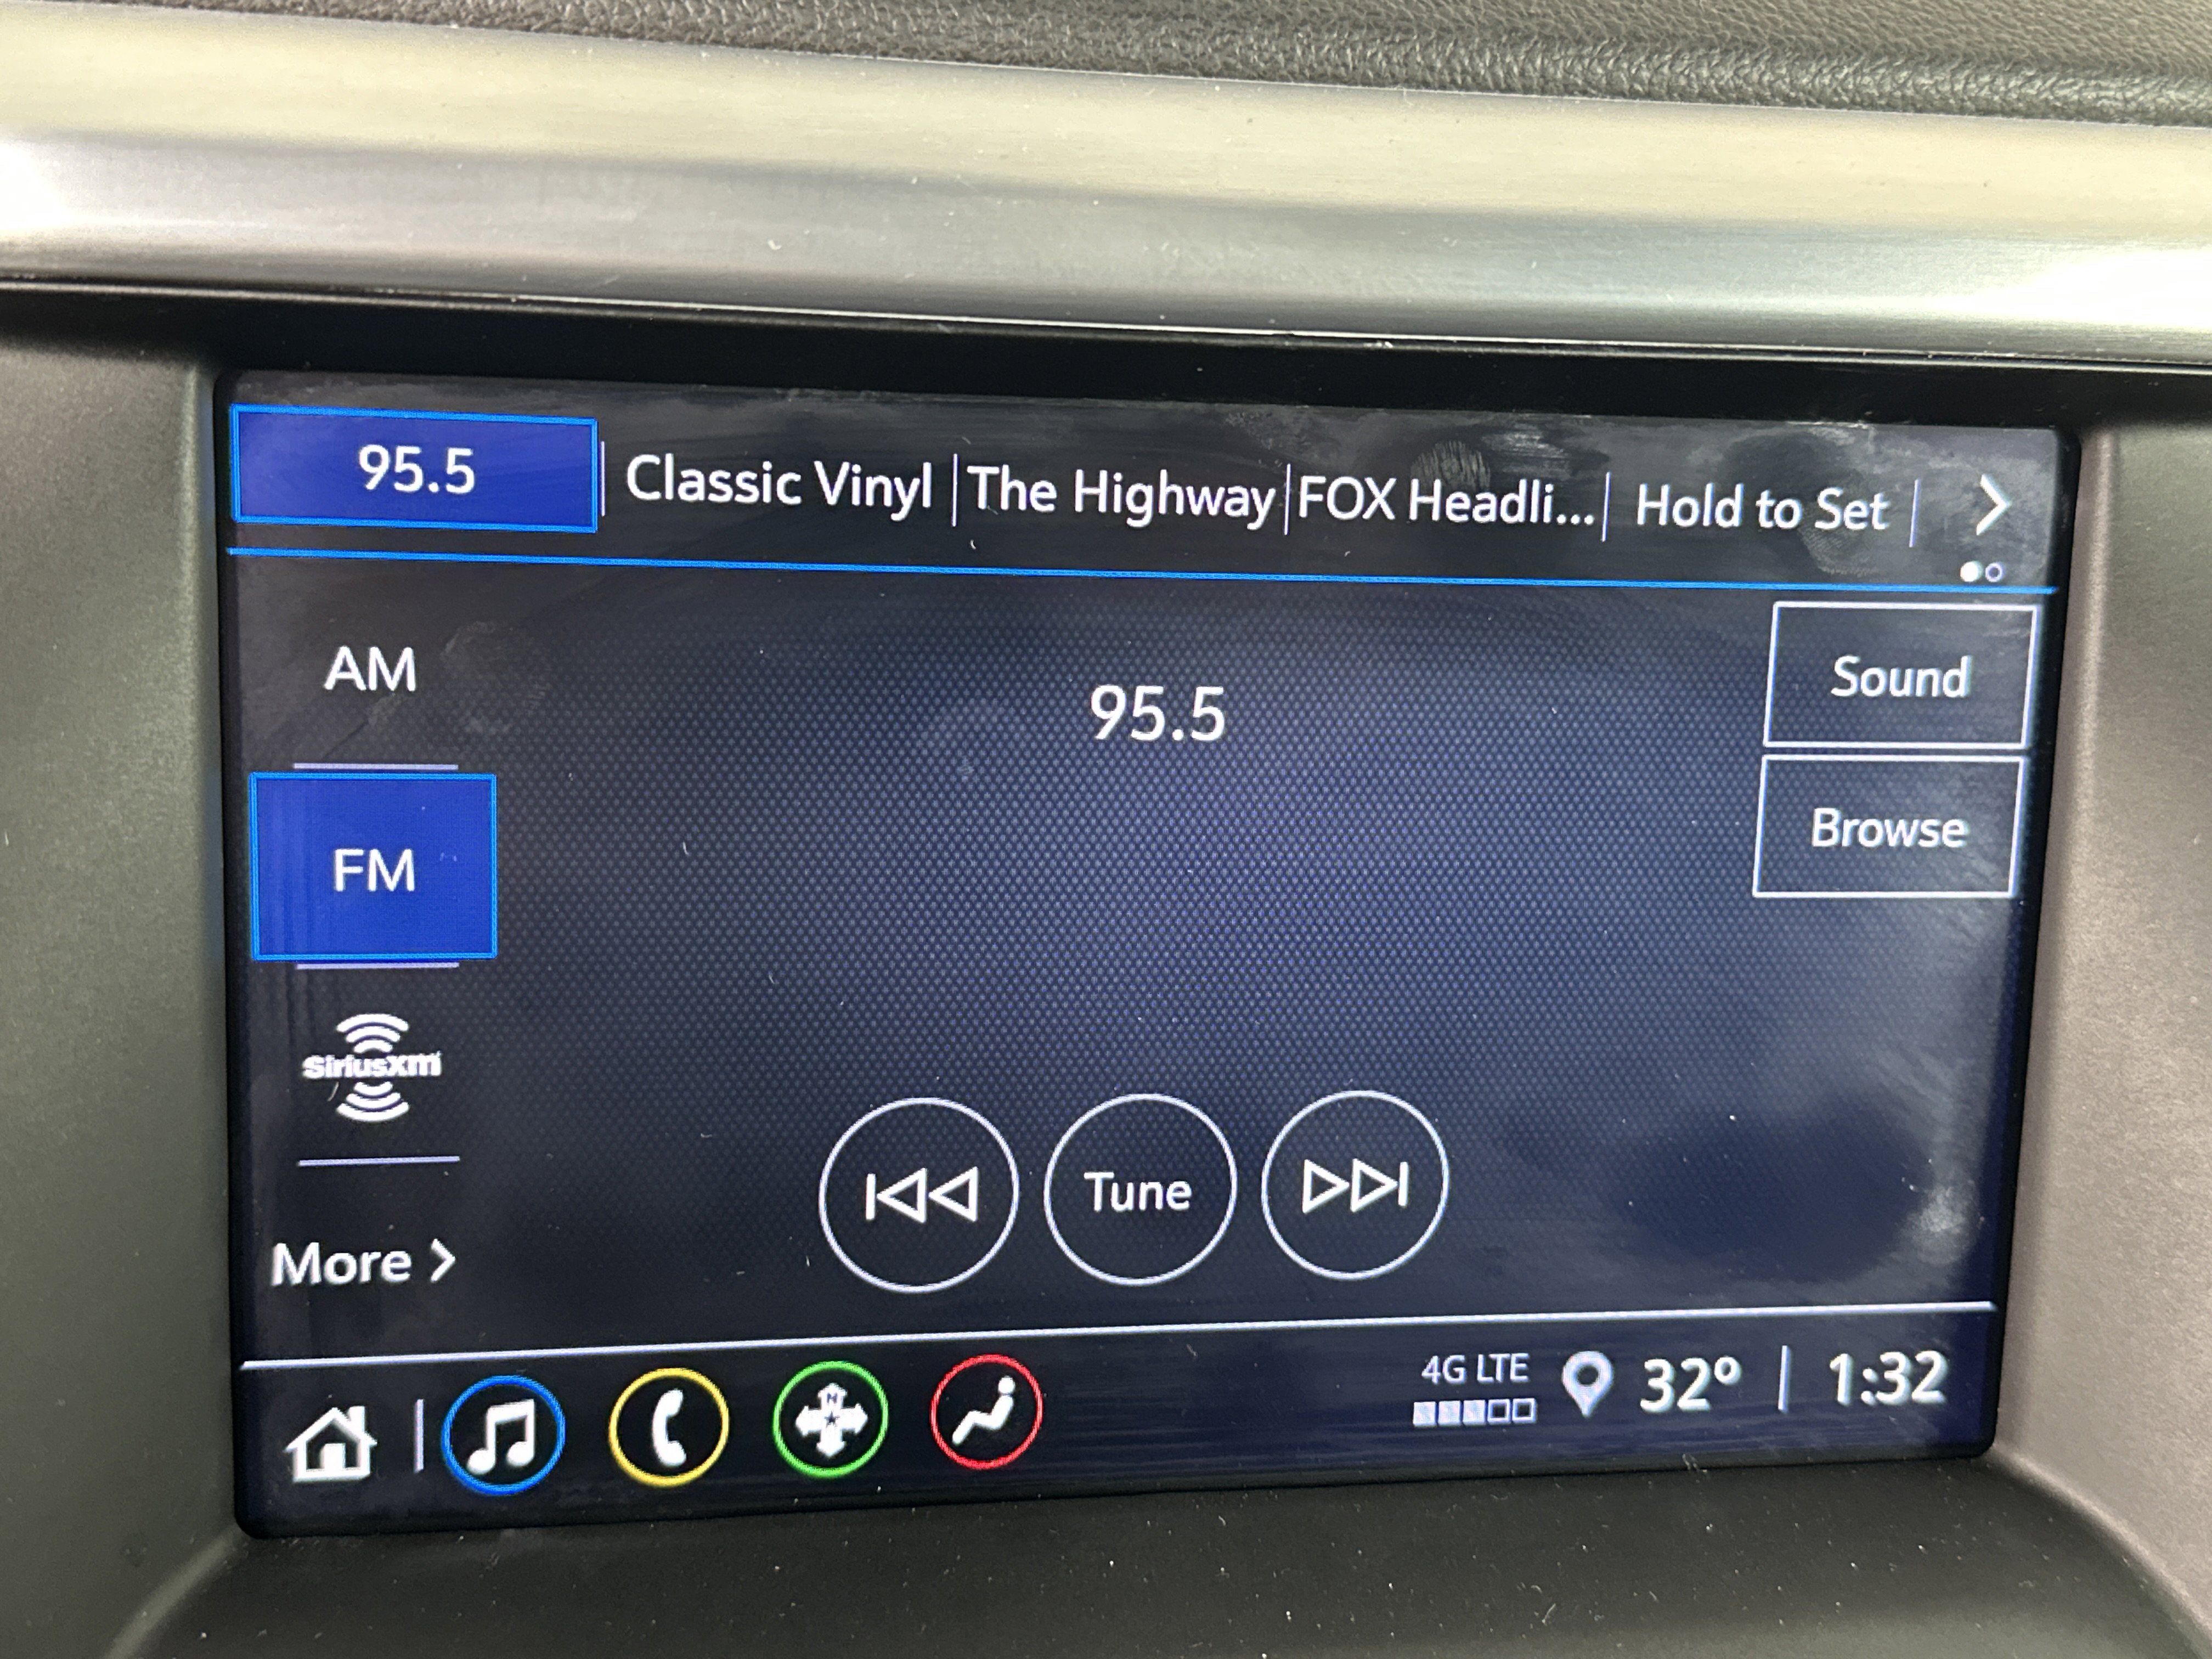 95.5 Classic Vinyl The Highway FOX Headli... Hold to Set
AM
95.5
Sound
FM
Browse
SiriusXm
Tune
More
4G LTE
32° 1:32
N